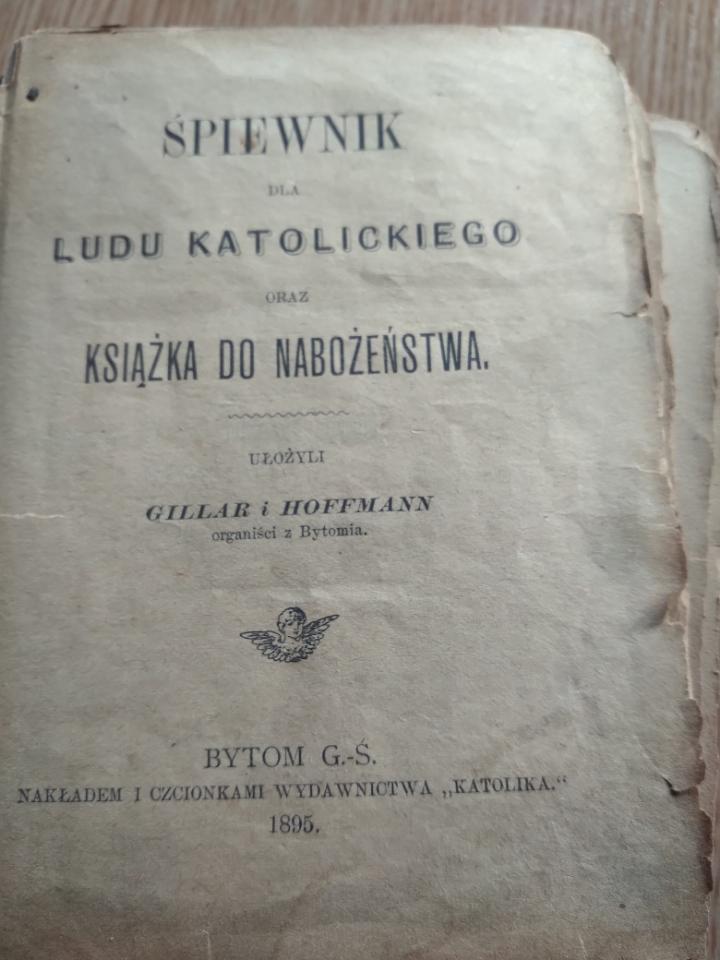 ŚPIEWNIK
DLA
LUDU KATOLICKIEGO
ORAZ
KSIĄŻKA DO NABOŻEŃSTWA.
UŁOŻYLI
GILLAR i HOFFMANN
organiści z Bytomia.
BYTOM G.-Ś.
NAKŁADEM I CZCIONKAMI WYDAWNICTWA „KATOLIKA.“
1895.